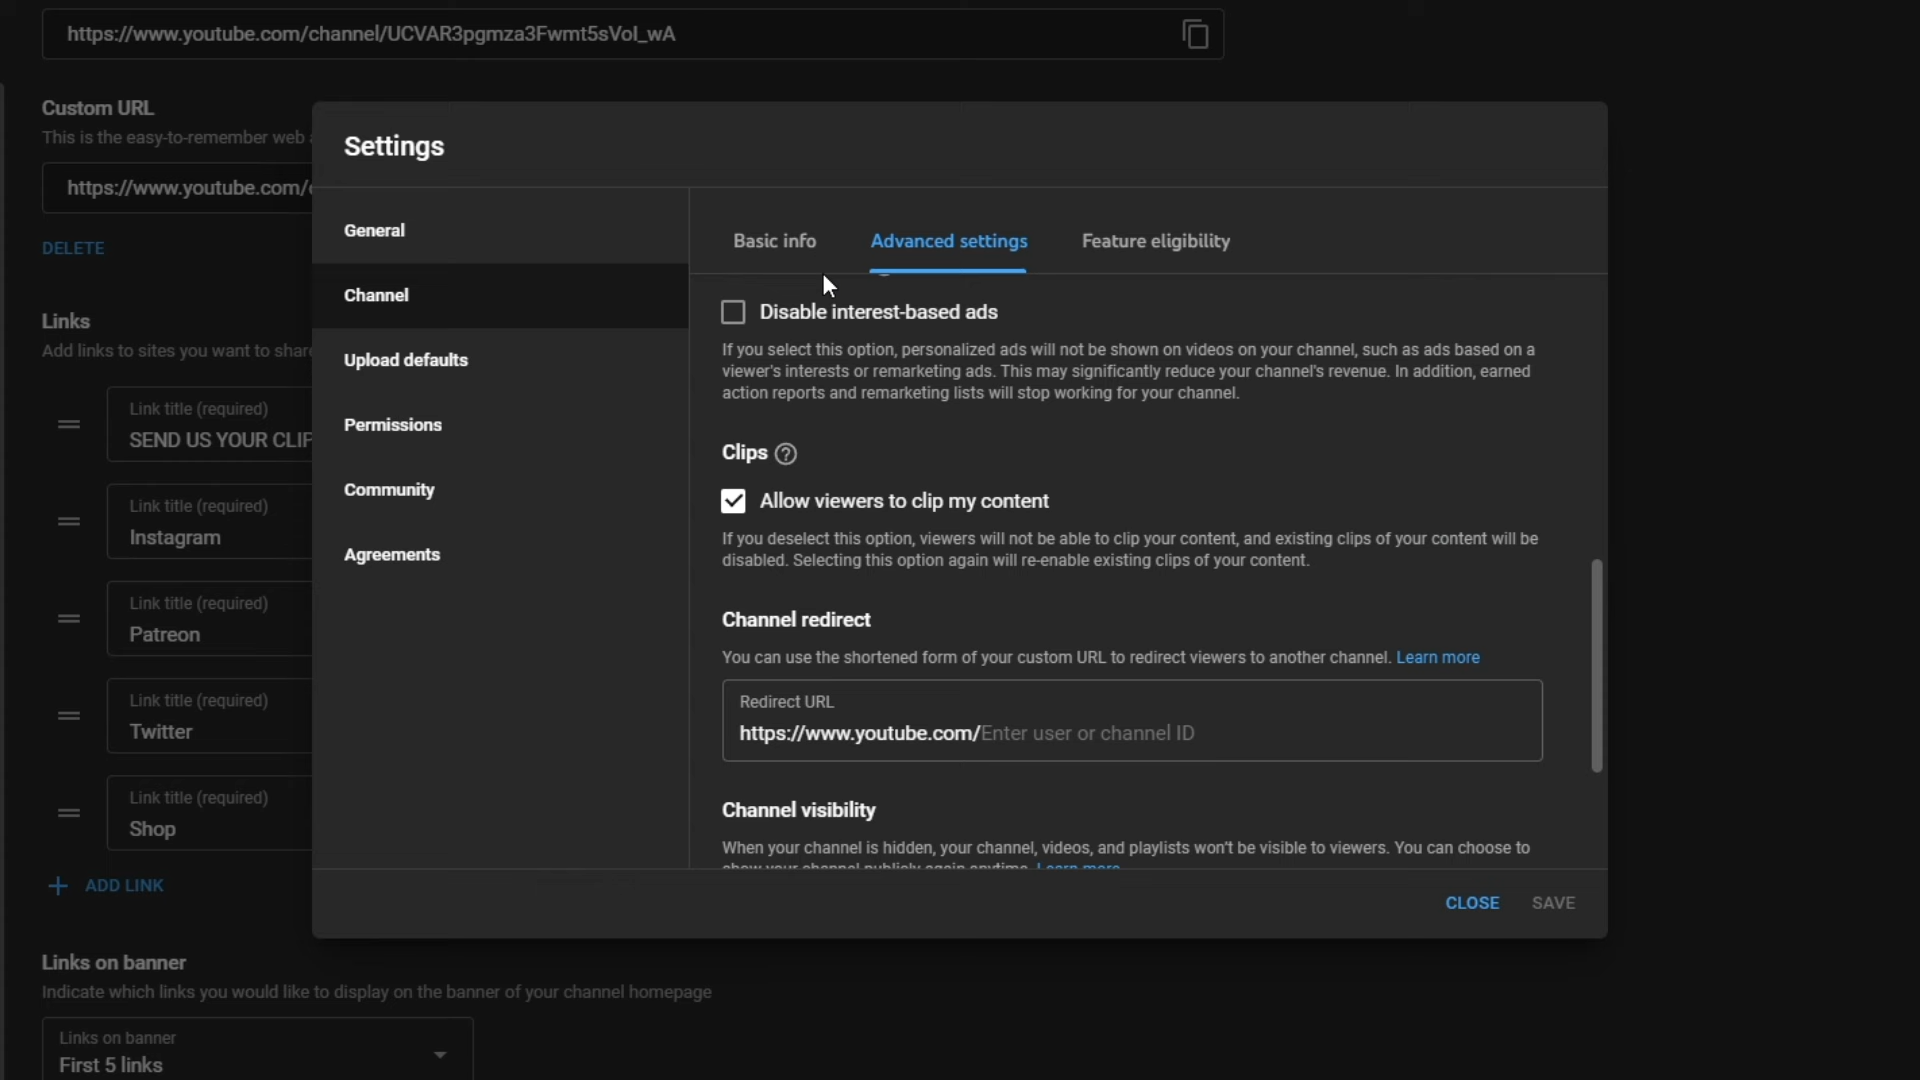 https://www.youtube.com/channel/UCVAR3pgmza3Fwmt5sVol_wA
Custom URL
This is the easy-to-remember web
https://www.youtube.com/
DELETE
Links
Add links to sites you want to share
Link title (required)
SEND US YOUR CLIP
Link title (required)
Instagram
Link title (required)
Patreon
Link title (required)
Twitter
Link title (required)
Shop
ADD LINK
Links on banner
Indicate which links you would like to display on the banner of your channel homepage
Links on banner
First 5 links
Settings
General
Channel
Upload defaults
Permissions
Community
Agreements
Basic info
Advanced settings
Feature eligibility
Disable interest-based ads
If you select this option, personalized ads will not be shown on videos on your channel, such as ads based on a
viewer's interests or remarketing ads. This may significantly reduce your channel's revenue. In addition, earned
action reports and remarketing lists will stop working for your channel.
Clips ?
Allow viewers to clip my content
If you deselect this option, viewers will not be able to clip your content, and existing clips of your content will be
disabled. Selecting this option again will re-enable existing clips of your content.
Channel redirect
You can use the shortened form of your custom URL to redirect viewers to another channel. Learn more
Redirect URL
https://www.youtube.com/Enter user or channel ID
Channel visibility
When your channel is hidden, your channel, videos, and playlists won't be visible to viewers. You can choose to
show your channel publicly again anytime. Learn more
CLOSE
SAVE